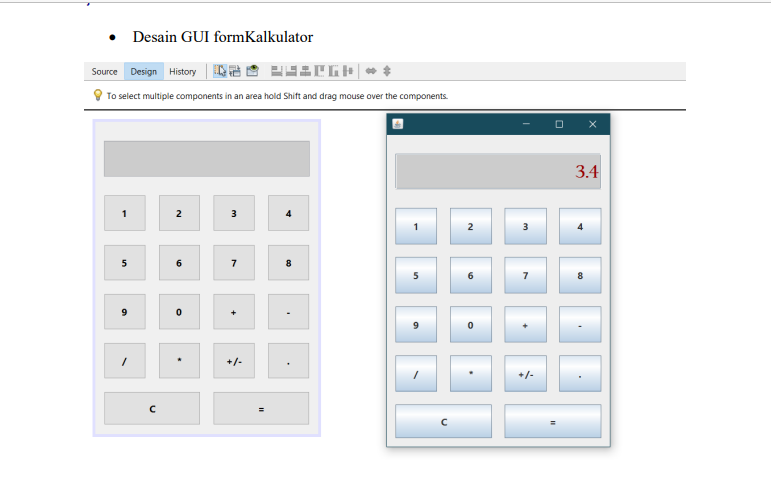 • Desain GUI formKalkulator
Source Design History
To select multiple components in an area hold Shift and drag mouse over the components.
1 2 3 4
5 6 7 8
9 0 + -
/ * +/- .
C =
3.4
1 2 3 4
5 6 7 8
9 0 + -
/ * +/- .
C =